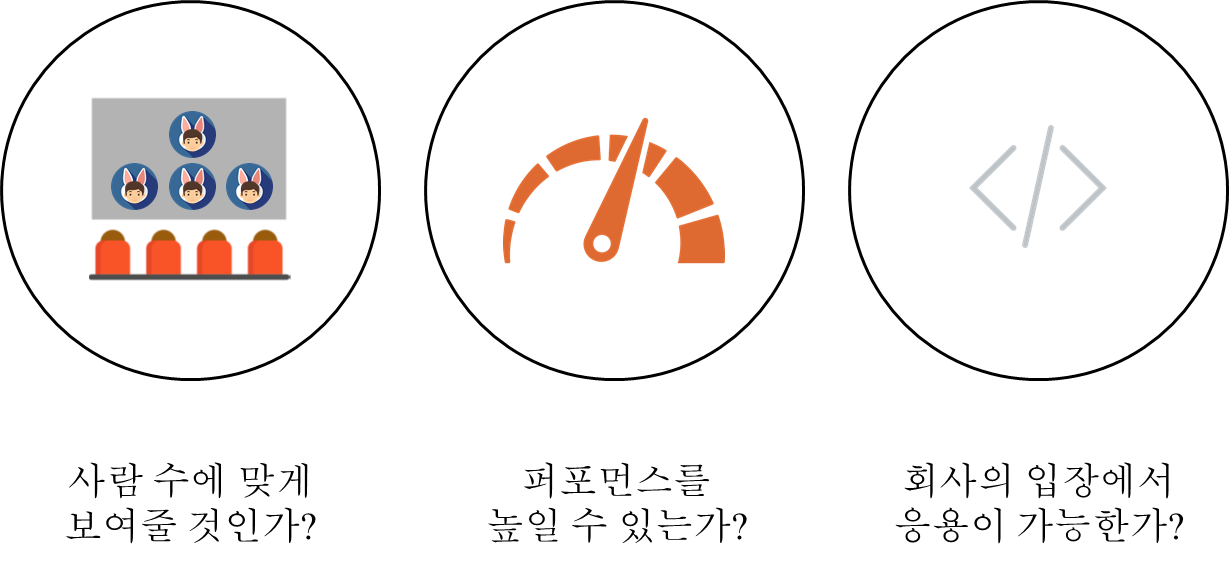 사람 수에 맞게
보여줄 것인가?
퍼포먼스를
높일 수 있는가?
회사의 입장에서
응용이 가능한가?